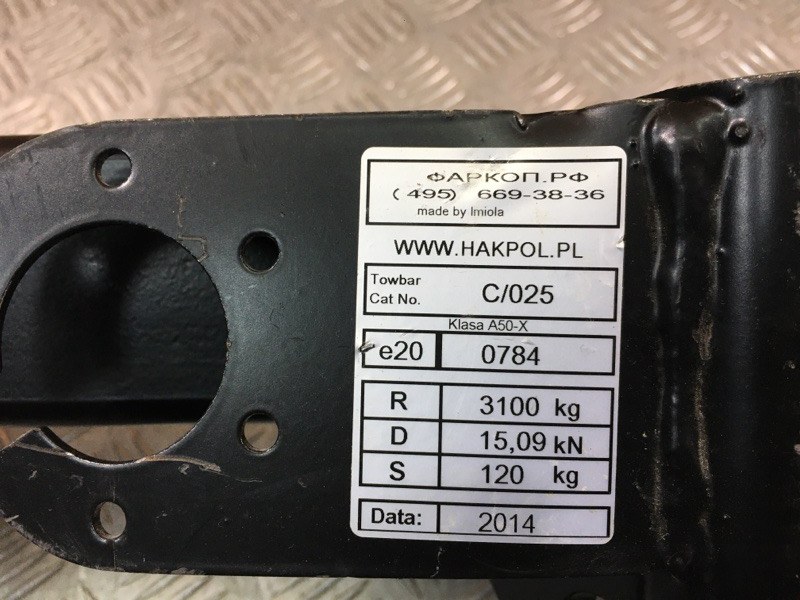 ФАРКОП.РФ
( 495) 669-38-36
made by Imiola
WWW.HAKPOL.PL
Towbar
Cat No. C/025
Klasa A50-X
e20 0784
R 3100 kg
D 15,09 kN
S 120 kg
Data: 2014